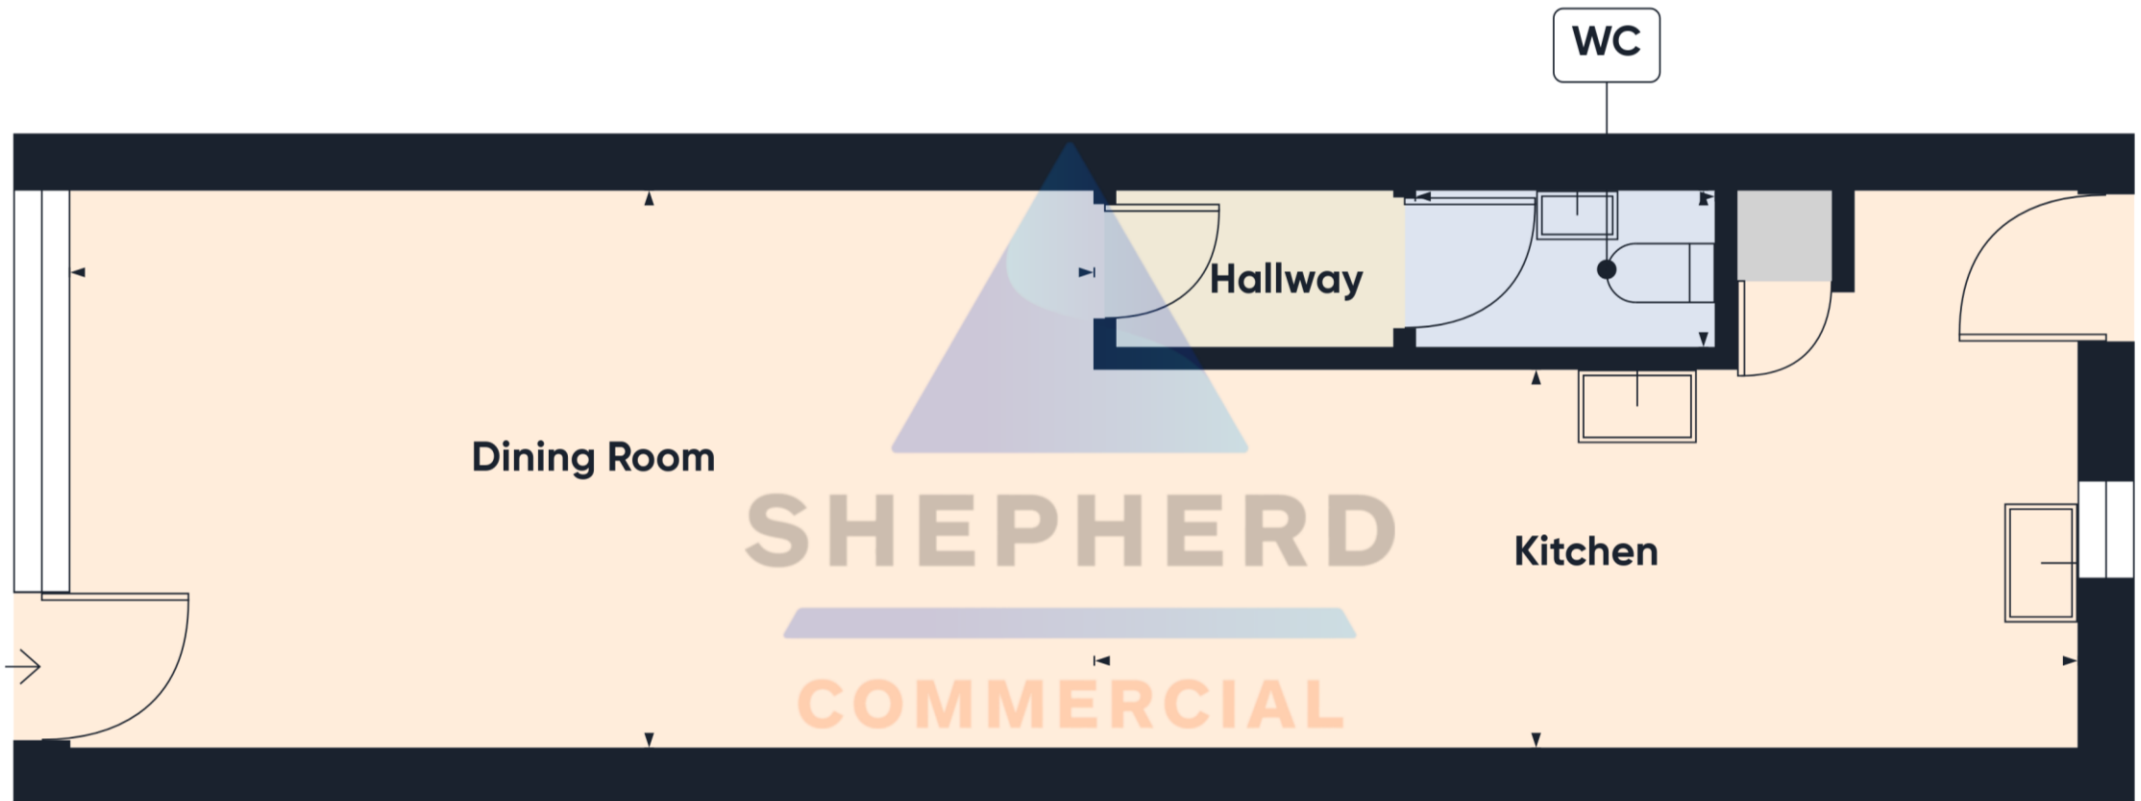 WC
Hallway
Dining Room
SHEPHERD
Kitchen
COMMERCIAL